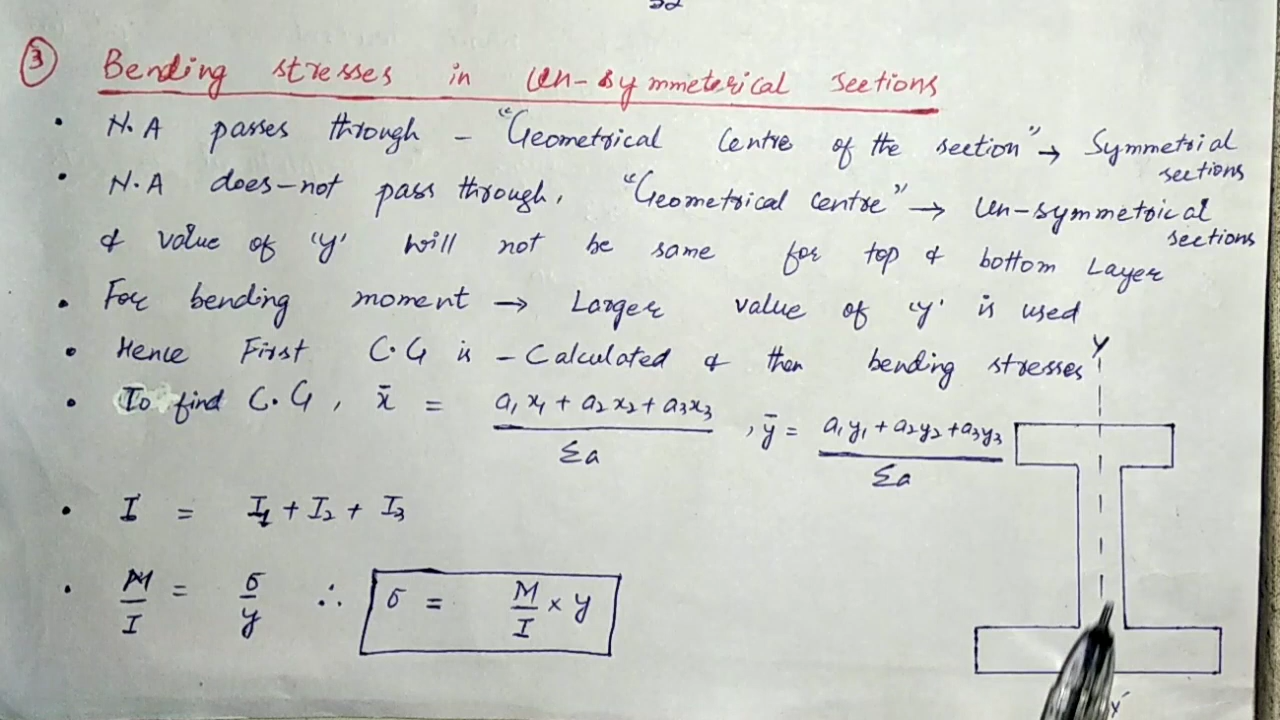 32
③ Bending stresses in Un-symmeterical sections
• N.A passes through - "Geometrical Centre of the section" → Symmetrial sections
• N.A does-not pass through, "Geometrical centre" → Un-symmetrical sections
& value of 'y' will not be same for top & bottom Layer
• For bending moment → Larger value of 'y' is used
• Hence First C.G is - Calculated & then bending stresses
• To find C.G, x̄ = (a₁x₁ + a₂x₂ + a₃x₃)/Σa , ȳ = (a₁y₁ + a₂y₂ + a₃y₃)/Σa
• I = I₁ + I₂ + I₃
• M/I = σ/y ∴ σ = M/I × y
Y